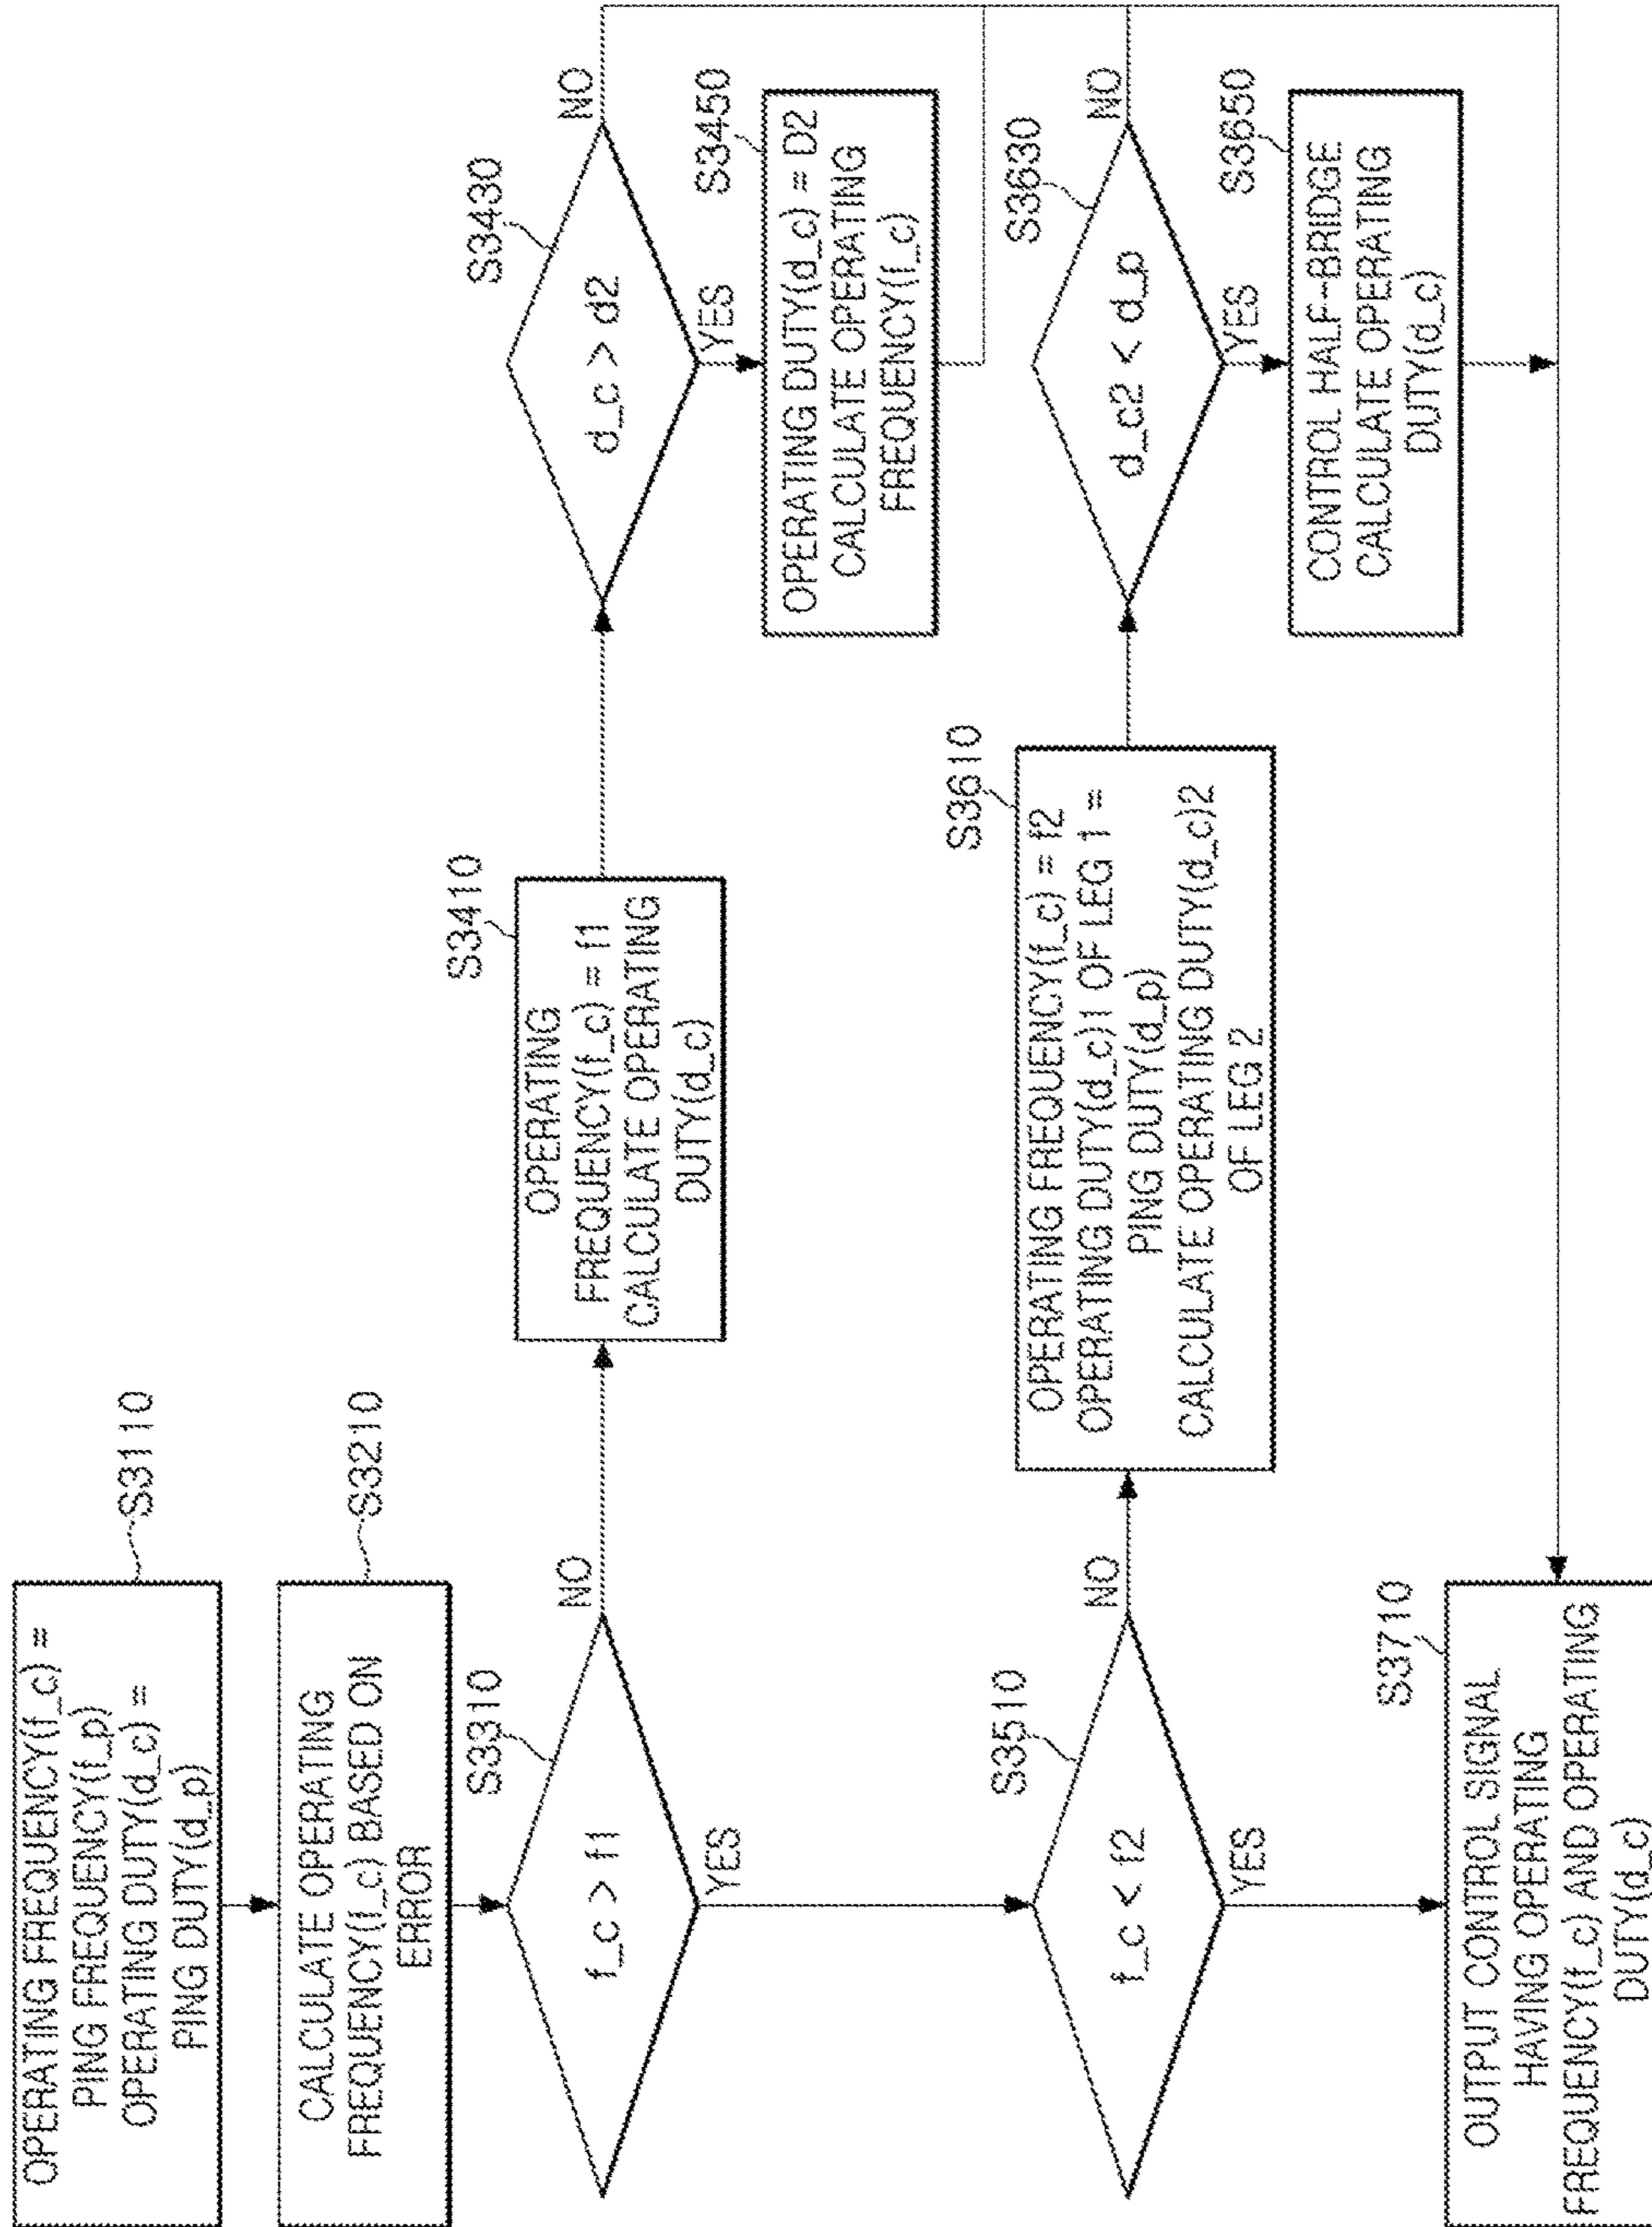 OPERATING FREQUENCY(f_c) =
PING FREQUENCY(f_p)
OPERATING DUTY(d_c) =
PING DUTY(d_p)
S3110
CALCULATE OPERATING
FREQUENCY(f_c) BASED ON
ERROR
S3210
f_c > f1
S3310
NO
YES
OPERATING
FREQUENCY(f_c) = f1
CALCULATE OPERATING
DUTY(d_c)
S3410
d_c > d2
S3430
NO
YES
OPERATING DUTY(d_c) = D2
CALCULATE OPERATING
FREQUENCY(f_c)
S3450
f_c < f2
S3510
NO
YES
OPERATING FREQUENCY(f_c) = f2
OPERATING DUTY(d_c)1 OF LEG 1 =
PING DUTY(d_p)
CALCULATE OPERATING DUTY(d_c)2
OF LEG 2
S3610
d_c2 < d_p
S3630
NO
YES
CONTROL HALF-BRIDGE
CALCULATE OPERATING
DUTY(d_c)
S3650
OUTPUT CONTROL SIGNAL
HAVING OPERATING
FREQUENCY(f_c) AND OPERATING
DUTY(d_c)
S3710